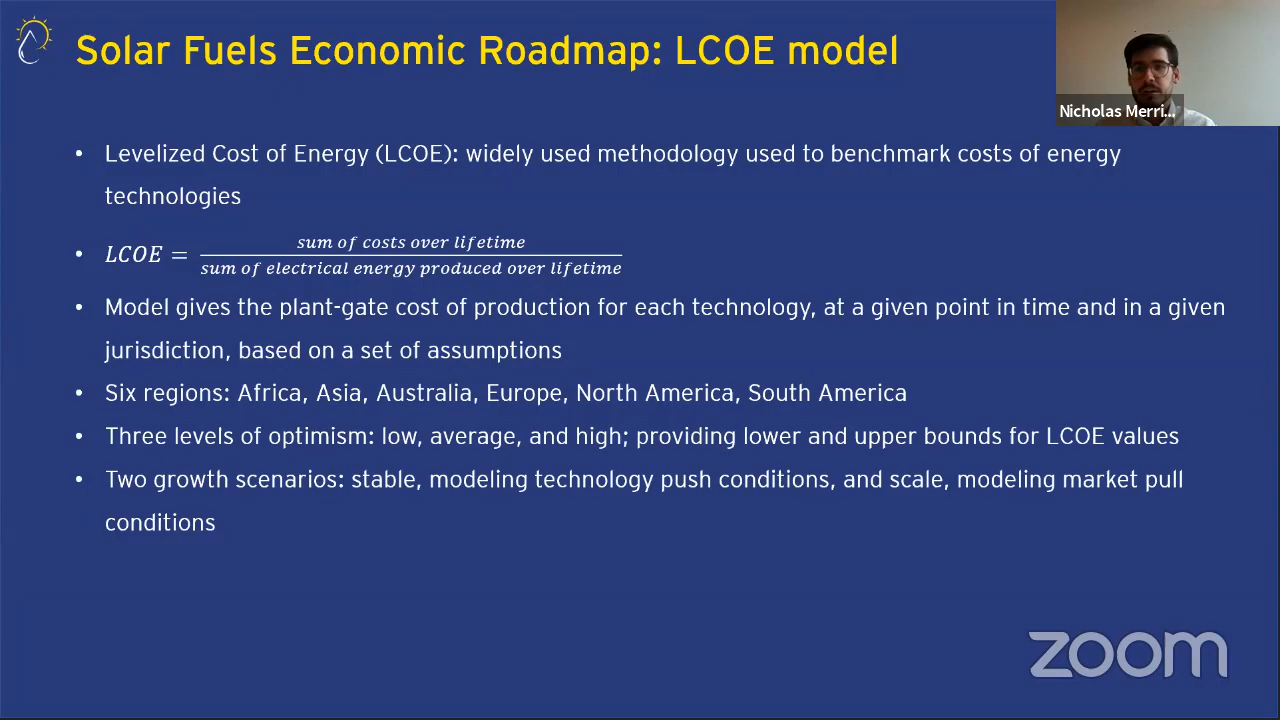 Solar Fuels Economic Roadmap: LCOE model
Nicholas Merri...
• Levelized Cost of Energy (LCOE): widely used methodology used to benchmark costs of energy
technologies
• LCOE = sum of costs over lifetime / sum of electrical energy produced over lifetime
• Model gives the plant-gate cost of production for each technology, at a given point in time and in a given
jurisdiction, based on a set of assumptions
• Six regions: Africa, Asia, Australia, Europe, North America, South America
• Three levels of optimism: low, average, and high; providing lower and upper bounds for LCOE values
• Two growth scenarios: stable, modeling technology push conditions, and scale, modeling market pull
conditions
zoom